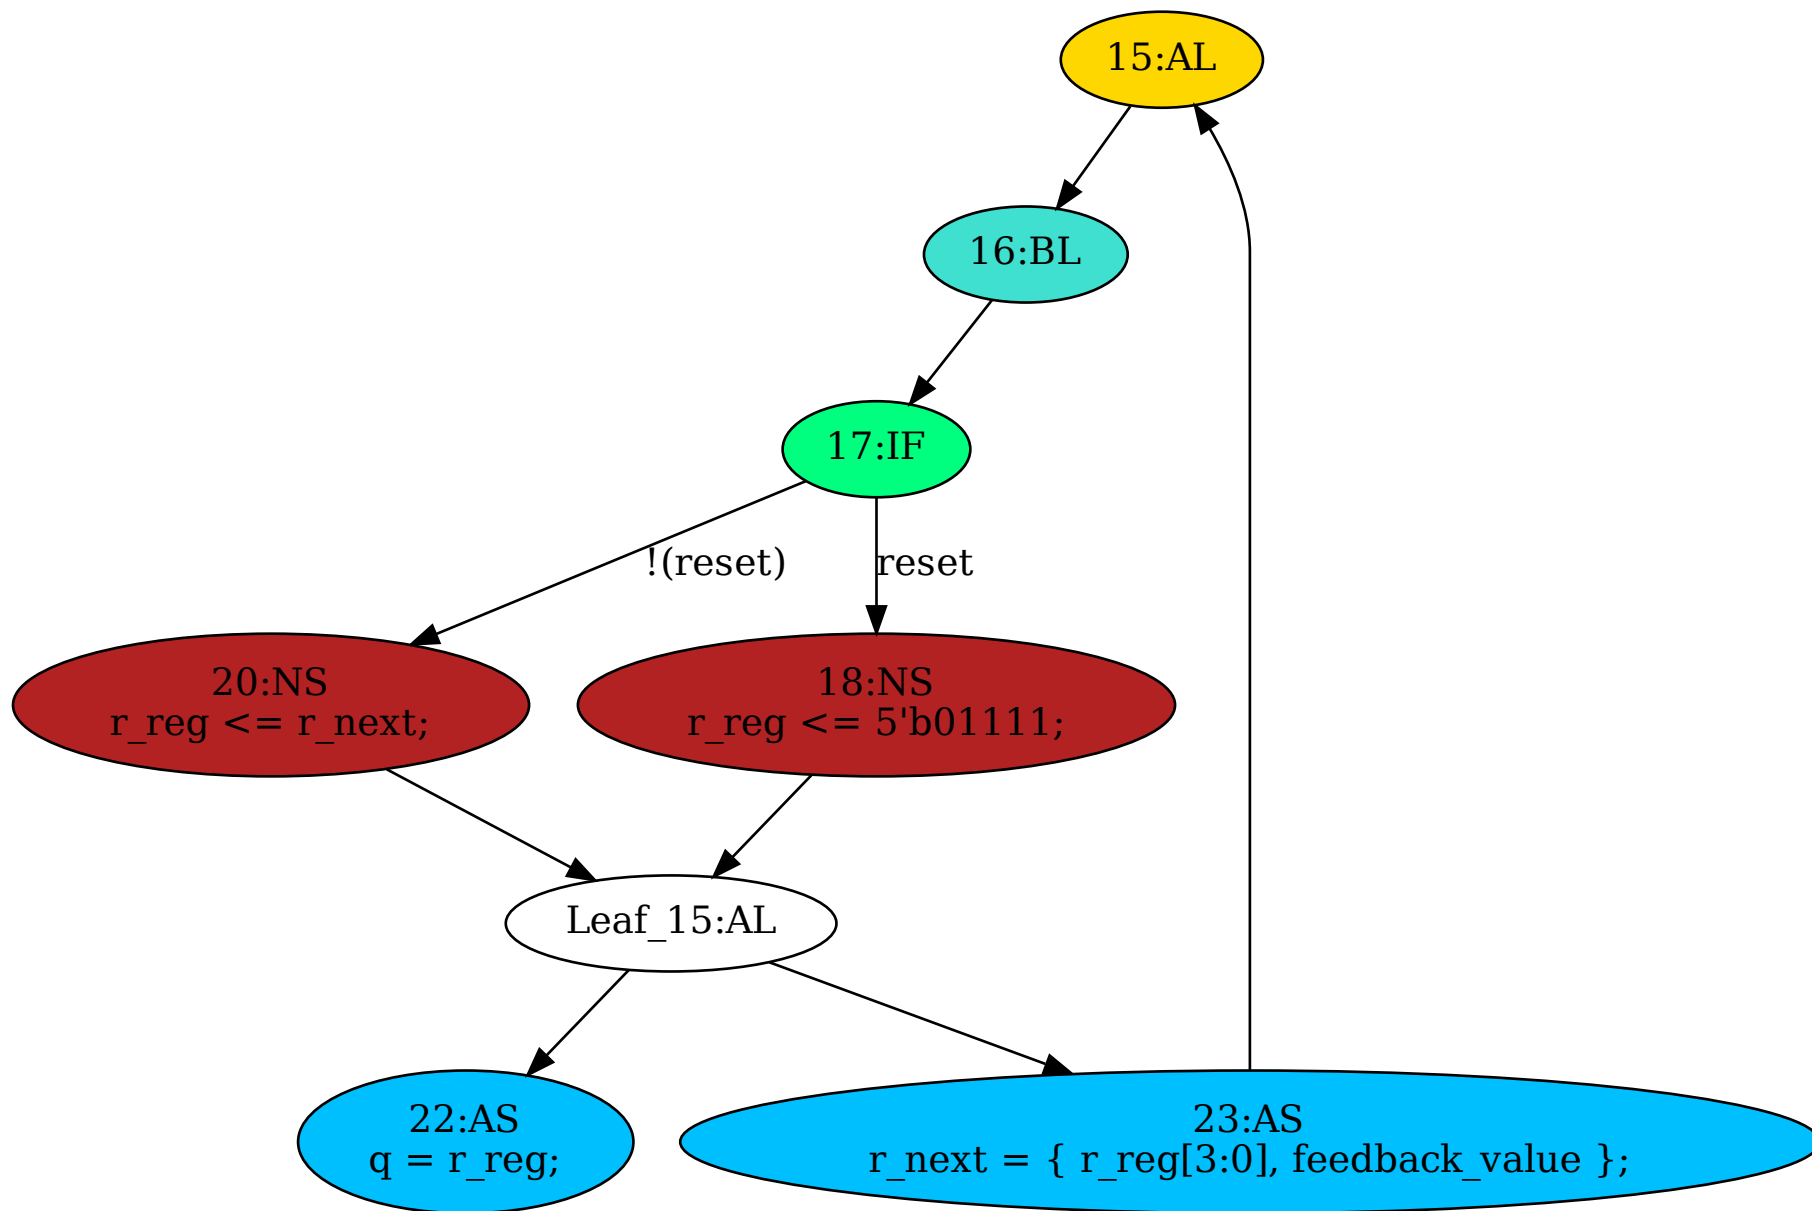 15:AL
16:BL
17:IF
!(reset)
reset
20:NS
r_reg <= r_next;
18:NS
r_reg <= 5'b01111;
Leaf_15:AL
22:AS
q = r_reg;
23:AS
r_next = { r_reg[3:0], feedback_value };